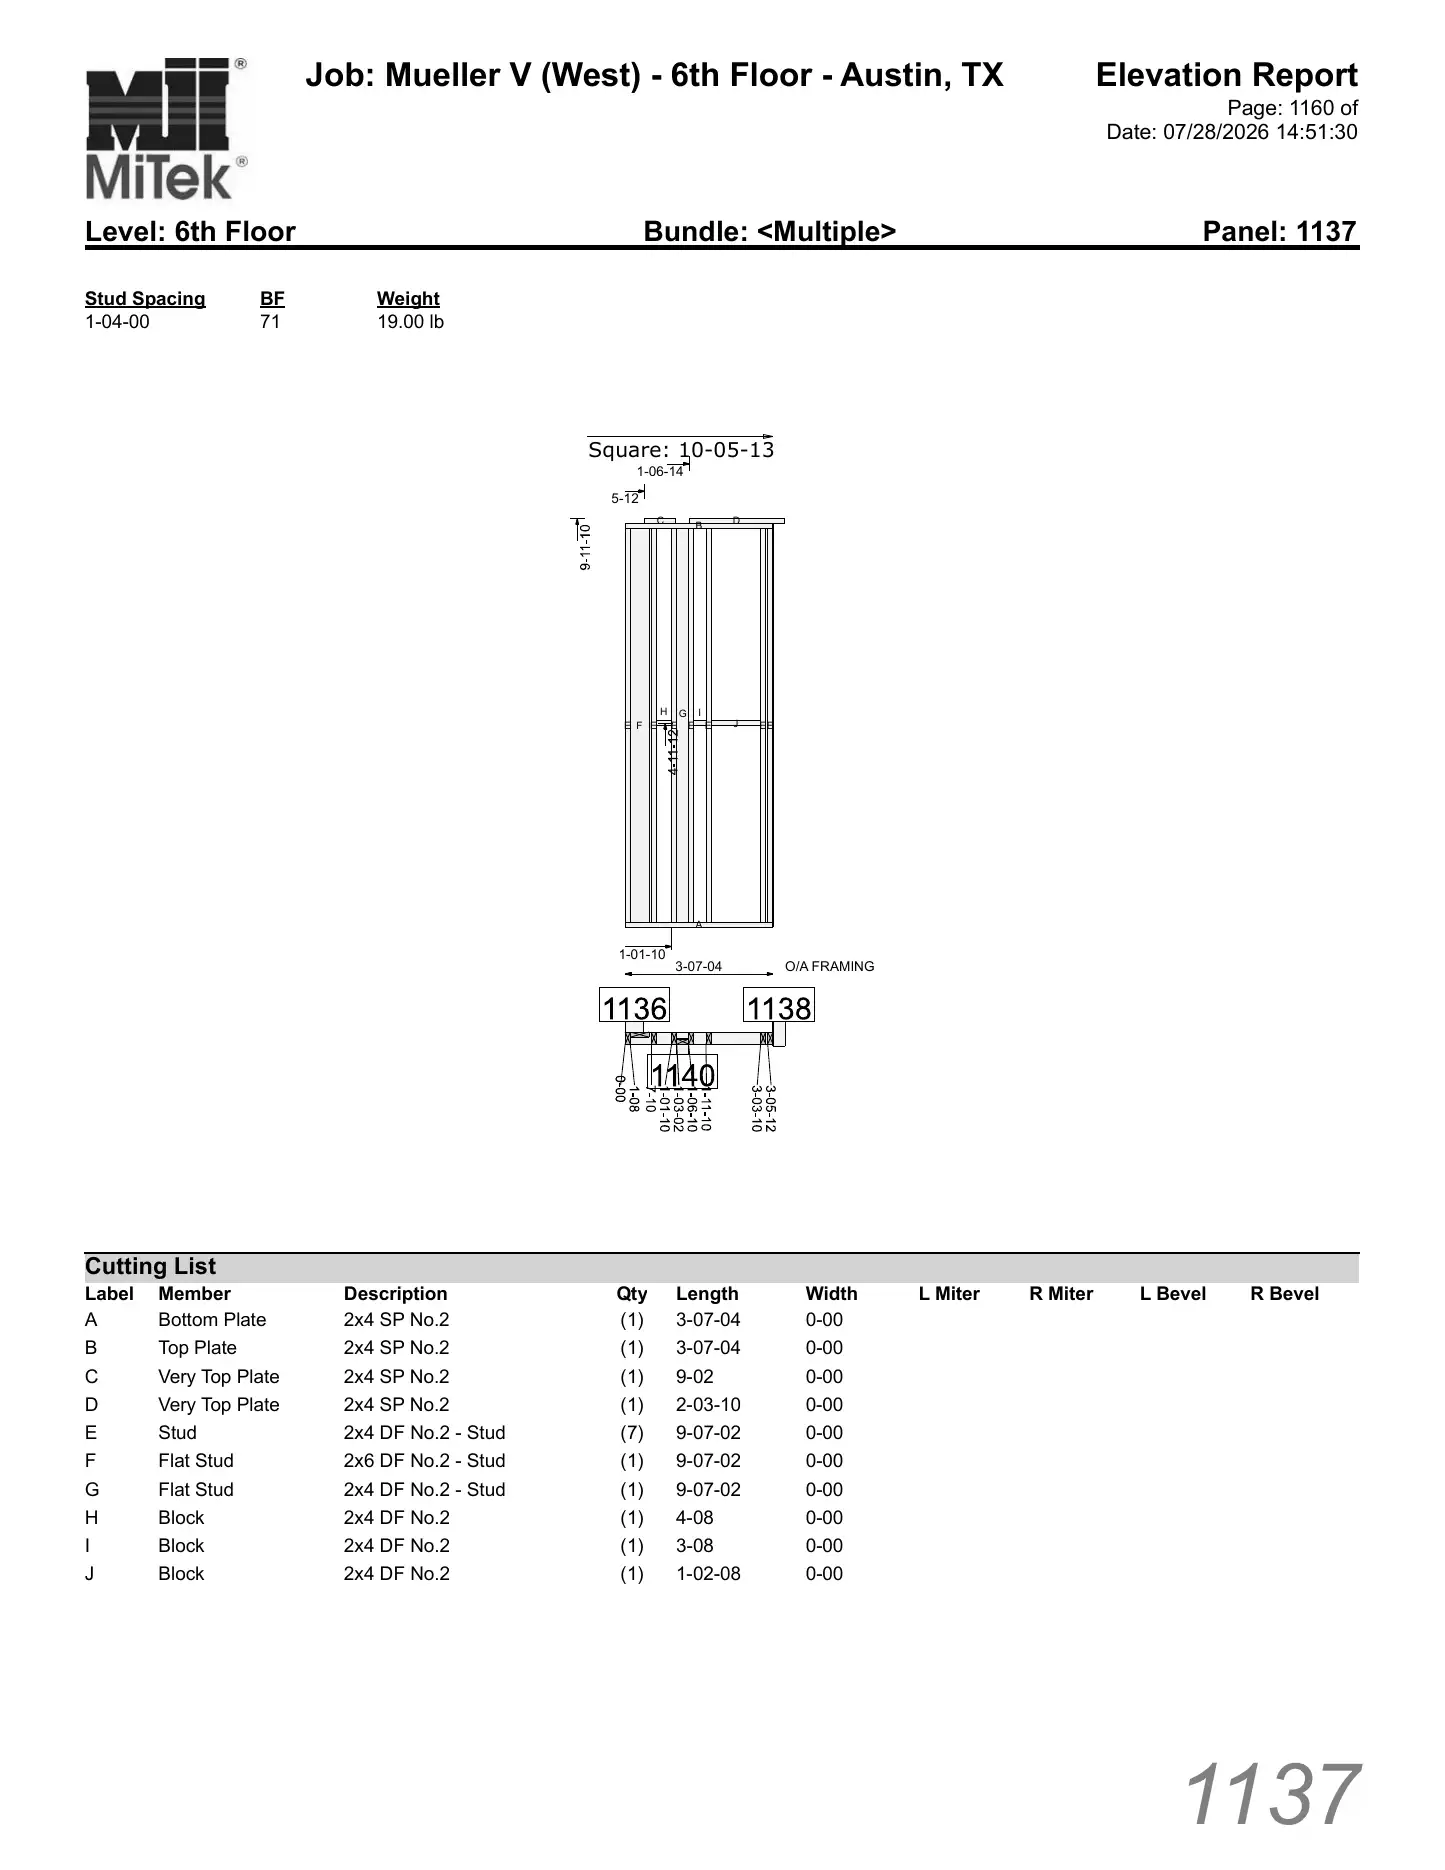 Job: Mueller V (West) - 6th Floor - Austin, TX
Elevation Report
Page: 1160 of
Date: 07/28/2026 14:51:30
MiTek®
Level: 6th Floor Bundle: <Multiple> Panel: 1137
Stud Spacing BF Weight
1-04-00 71 19.00 lb
Square: 10-05-13
1-06-14
5-12
9-11-10
C B D
H G I
F J
E E E E E E E
4-11-12
A
1-01-10
3-07-04 O/A FRAMING
1136 1138
1140
0-00 1-08 7-10 1-01-10 1-03-02 1-06-10 1-11-10 3-03-10 3-05-12
Cutting List
Label Member Description Qty Length Width L Miter R Miter L Bevel R Bevel
A Bottom Plate 2x4 SP No.2 (1) 3-07-04 0-00
B Top Plate 2x4 SP No.2 (1) 3-07-04 0-00
C Very Top Plate 2x4 SP No.2 (1) 9-02 0-00
D Very Top Plate 2x4 SP No.2 (1) 2-03-10 0-00
E Stud 2x4 DF No.2 - Stud (7) 9-07-02 0-00
F Flat Stud 2x6 DF No.2 - Stud (1) 9-07-02 0-00
G Flat Stud 2x4 DF No.2 - Stud (1) 9-07-02 0-00
H Block 2x4 DF No.2 (1) 4-08 0-00
I Block 2x4 DF No.2 (1) 3-08 0-00
J Block 2x4 DF No.2 (1) 1-02-08 0-00
1137